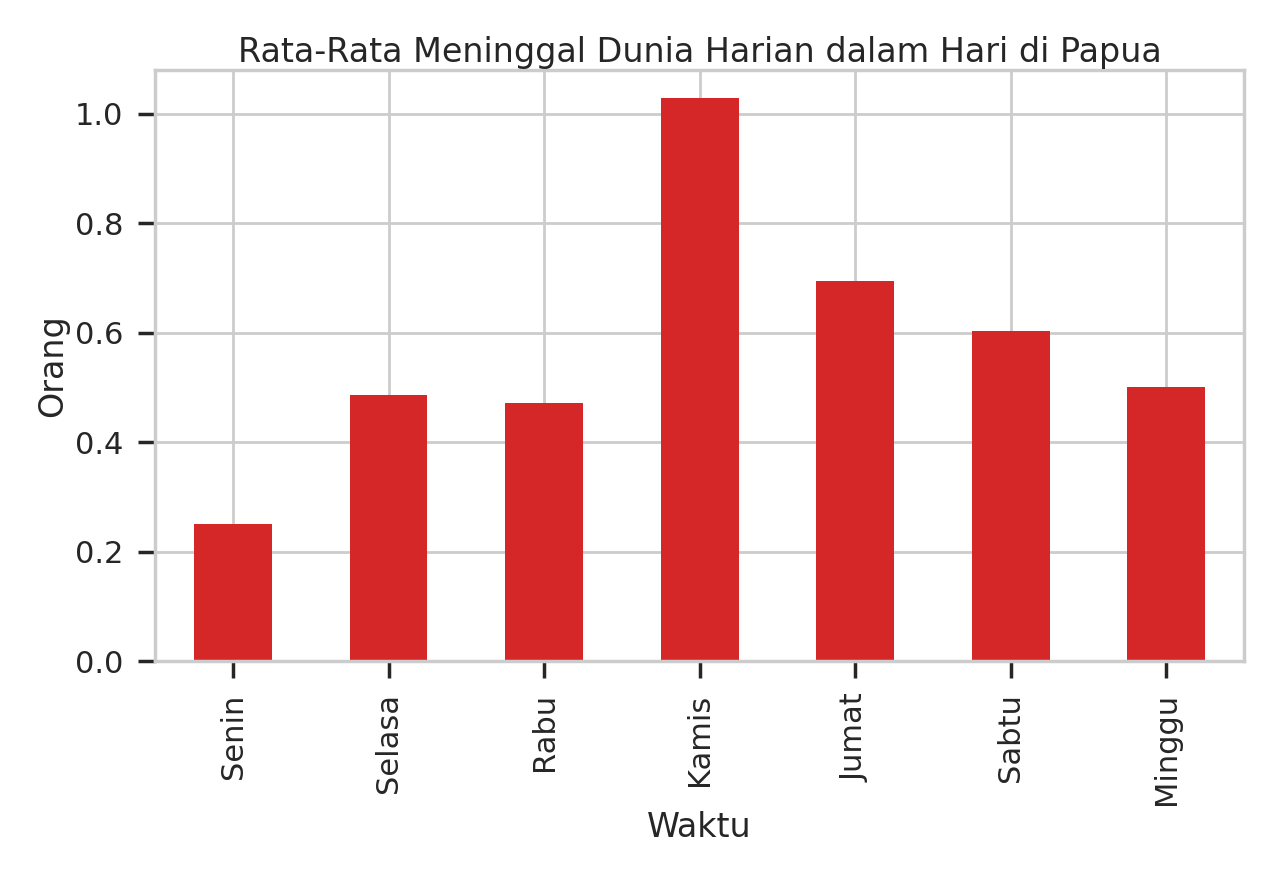 Rata-Rata Meninggal Dunia Harian dalam Hari di Papua
Orang
1.0
0.8
0.6
0.4
0.2
0.0
Senin
Selasa
Rabu
Kamis
Jumat
Sabtu
Minggu
Waktu